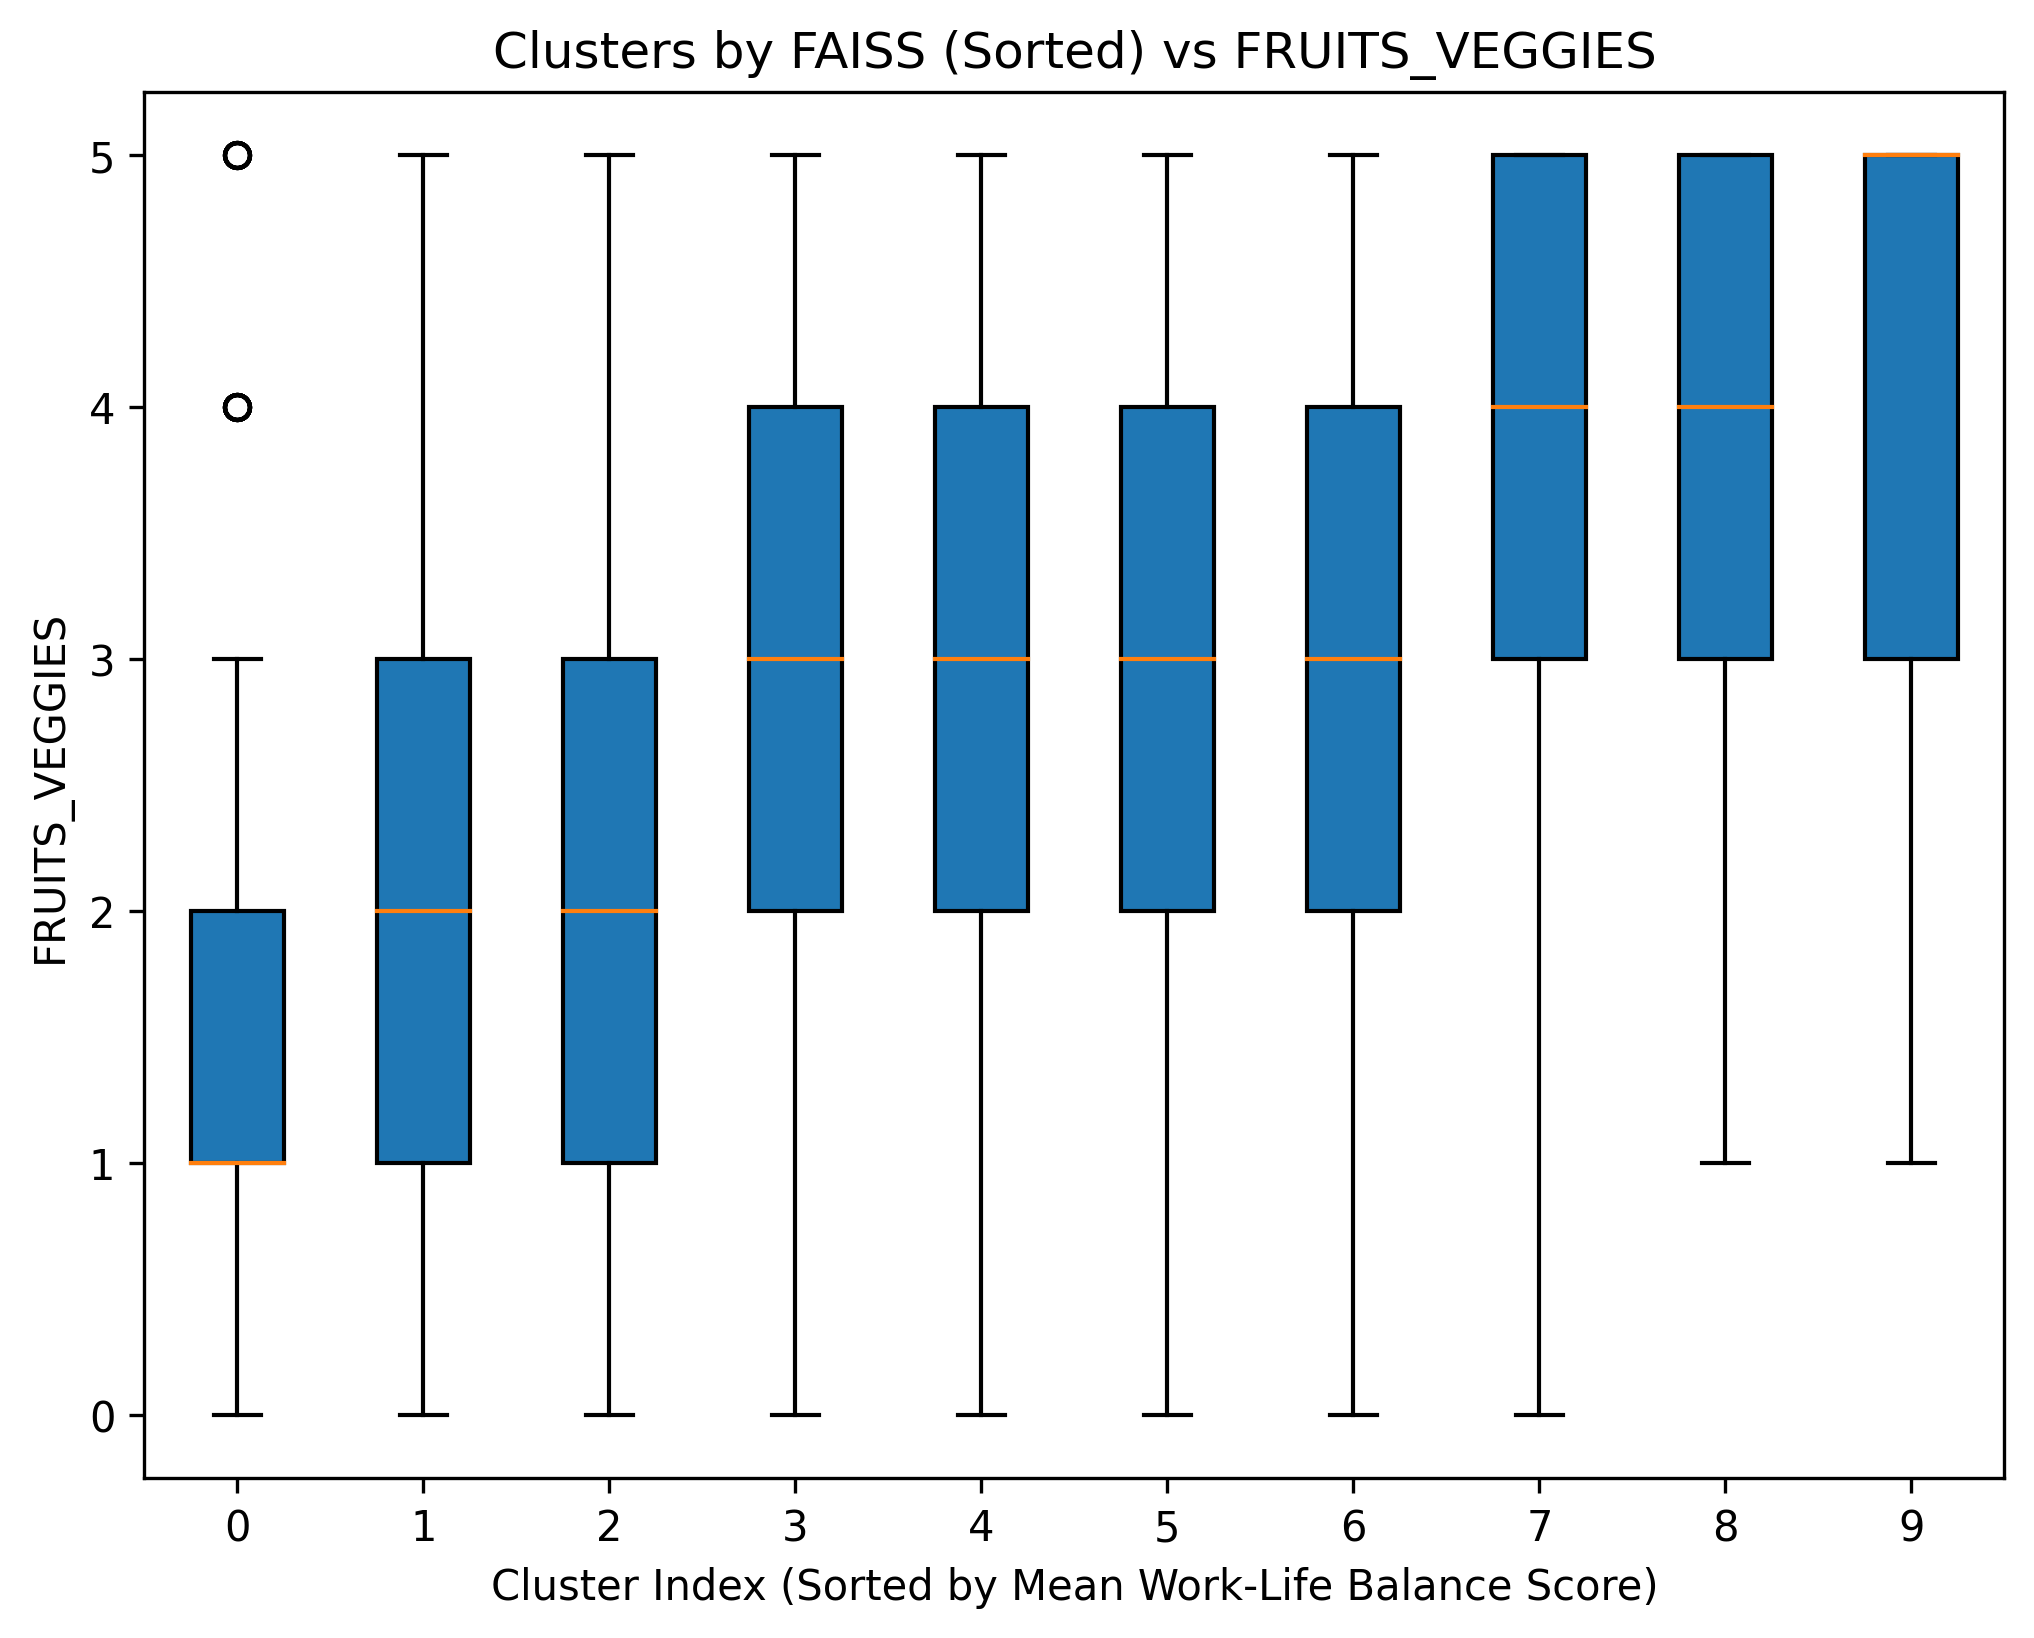 Clusters by FAISS (Sorted) vs FRUITS_VEGGIES
FRUITS_VEGGIES
5
4
3
2
1
0
0 1 2 3 4 5 6 7 8 9
Cluster Index (Sorted by Mean Work-Life Balance Score)